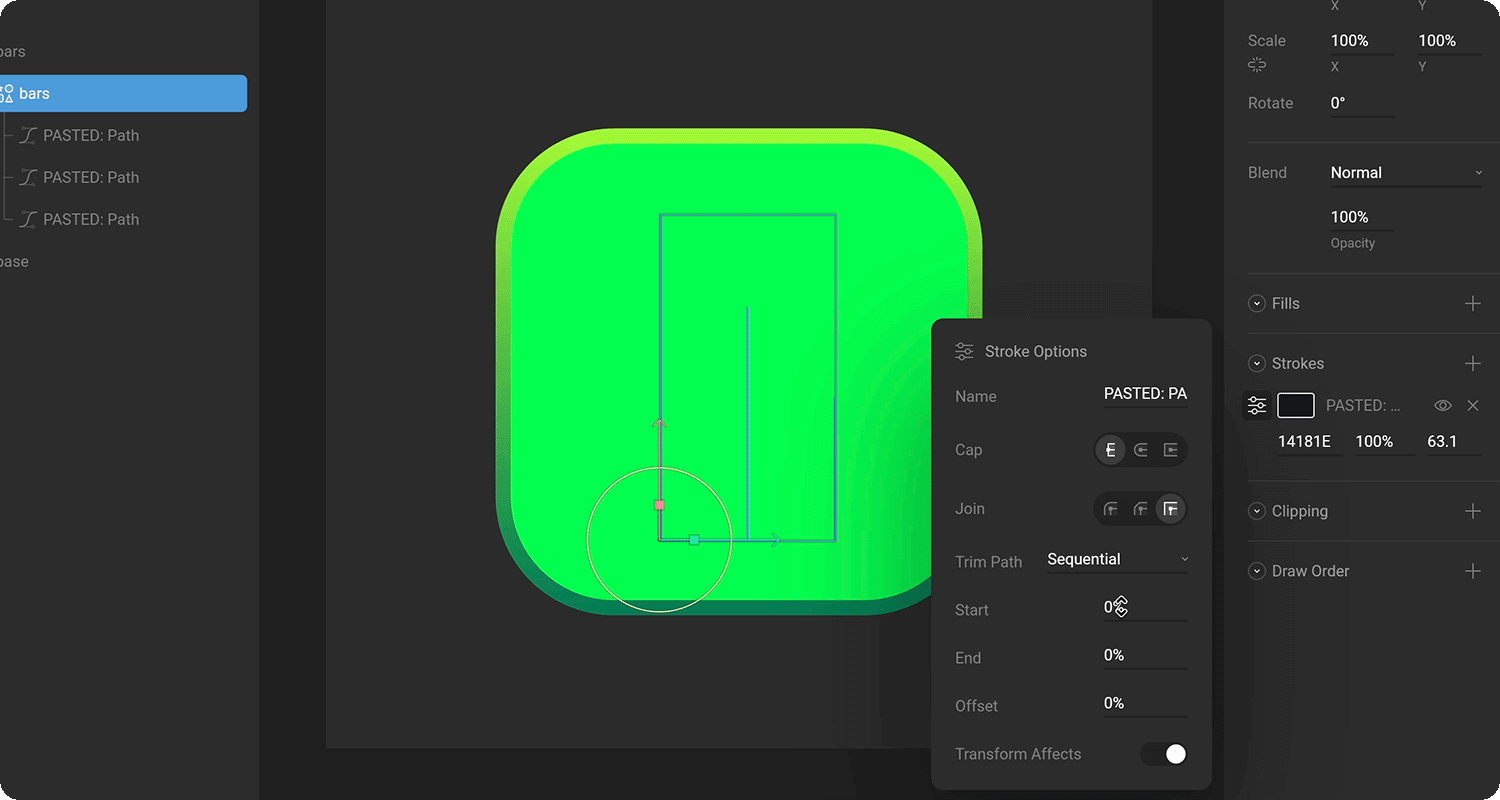 bars
bars
PASTED: Path
PASTED: Path
PASTED: Path
base
X Y
Scale 100% 100%
X Y
Rotate 0°
Blend Normal
100%
Opacity
Fills
Strokes
PASTED: ...
14181E 100% 63.1
Clipping
Draw Order
Stroke Options
Name PASTED: PA
Cap
Join
Trim Path Sequential
Start 0%
End 0%
Offset 0%
Transform Affects